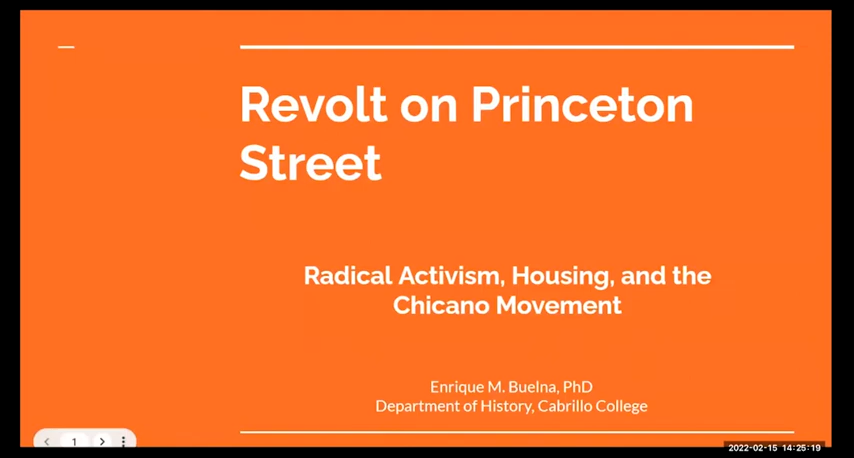 Revolt on Princeton
Street
Radical Activism, Housing, and the
Chicano Movement
Enrique M. Buelna, PhD
Department of History, Cabrillo College
1
2022-02-15 14:25:19